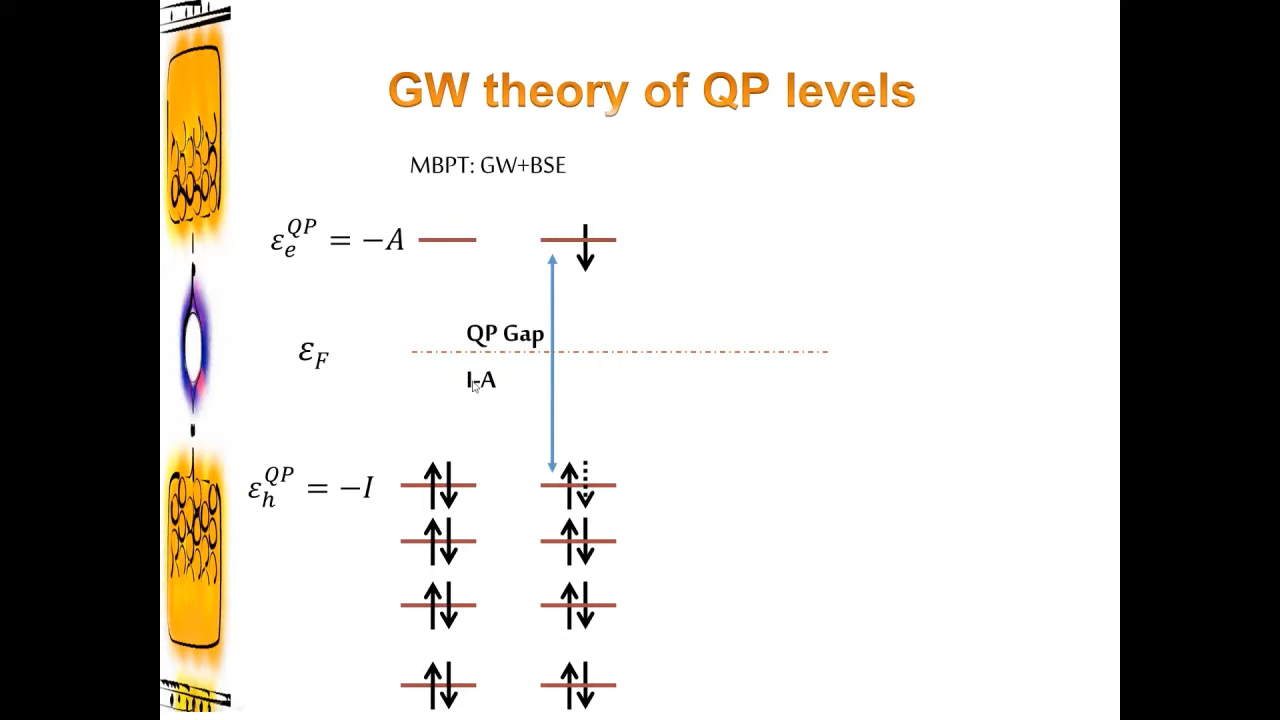 GW theory of QP levels
MBPT: GW+BSE
ε_e^{QP} = −A
QP Gap
ε_F
I-A
ε_h^{QP} = −I